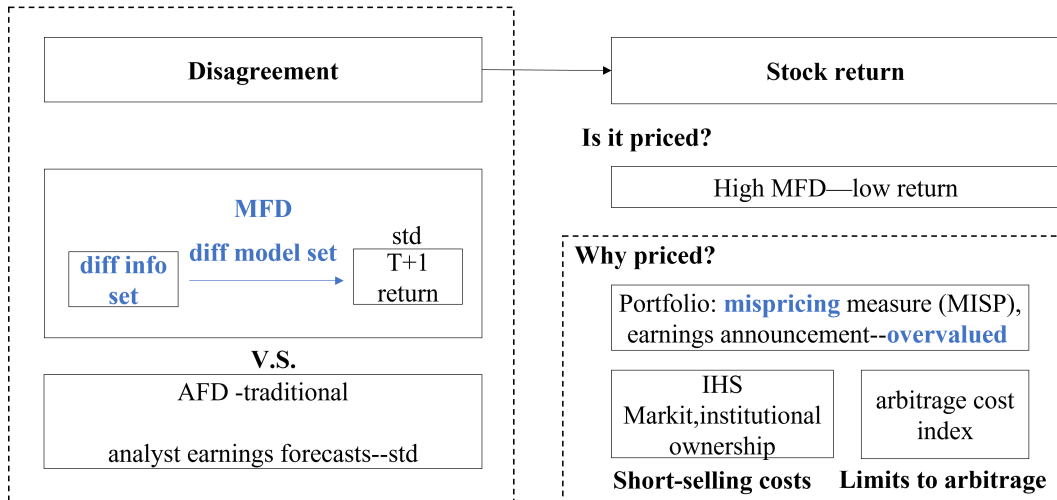 Disagreement
MFD
diff info
set
diff model set
std
T+1
return
V.S.
AFD -traditional
analyst earnings forecasts--std
Stock return
Is it priced?
High MFD—low return
Why priced?
Portfolio: mispricing measure (MISP),
earnings announcement--overvalued
IHS
Markit,institutional
ownership
Short-selling costs
arbitrage cost
index
Limits to arbitrage